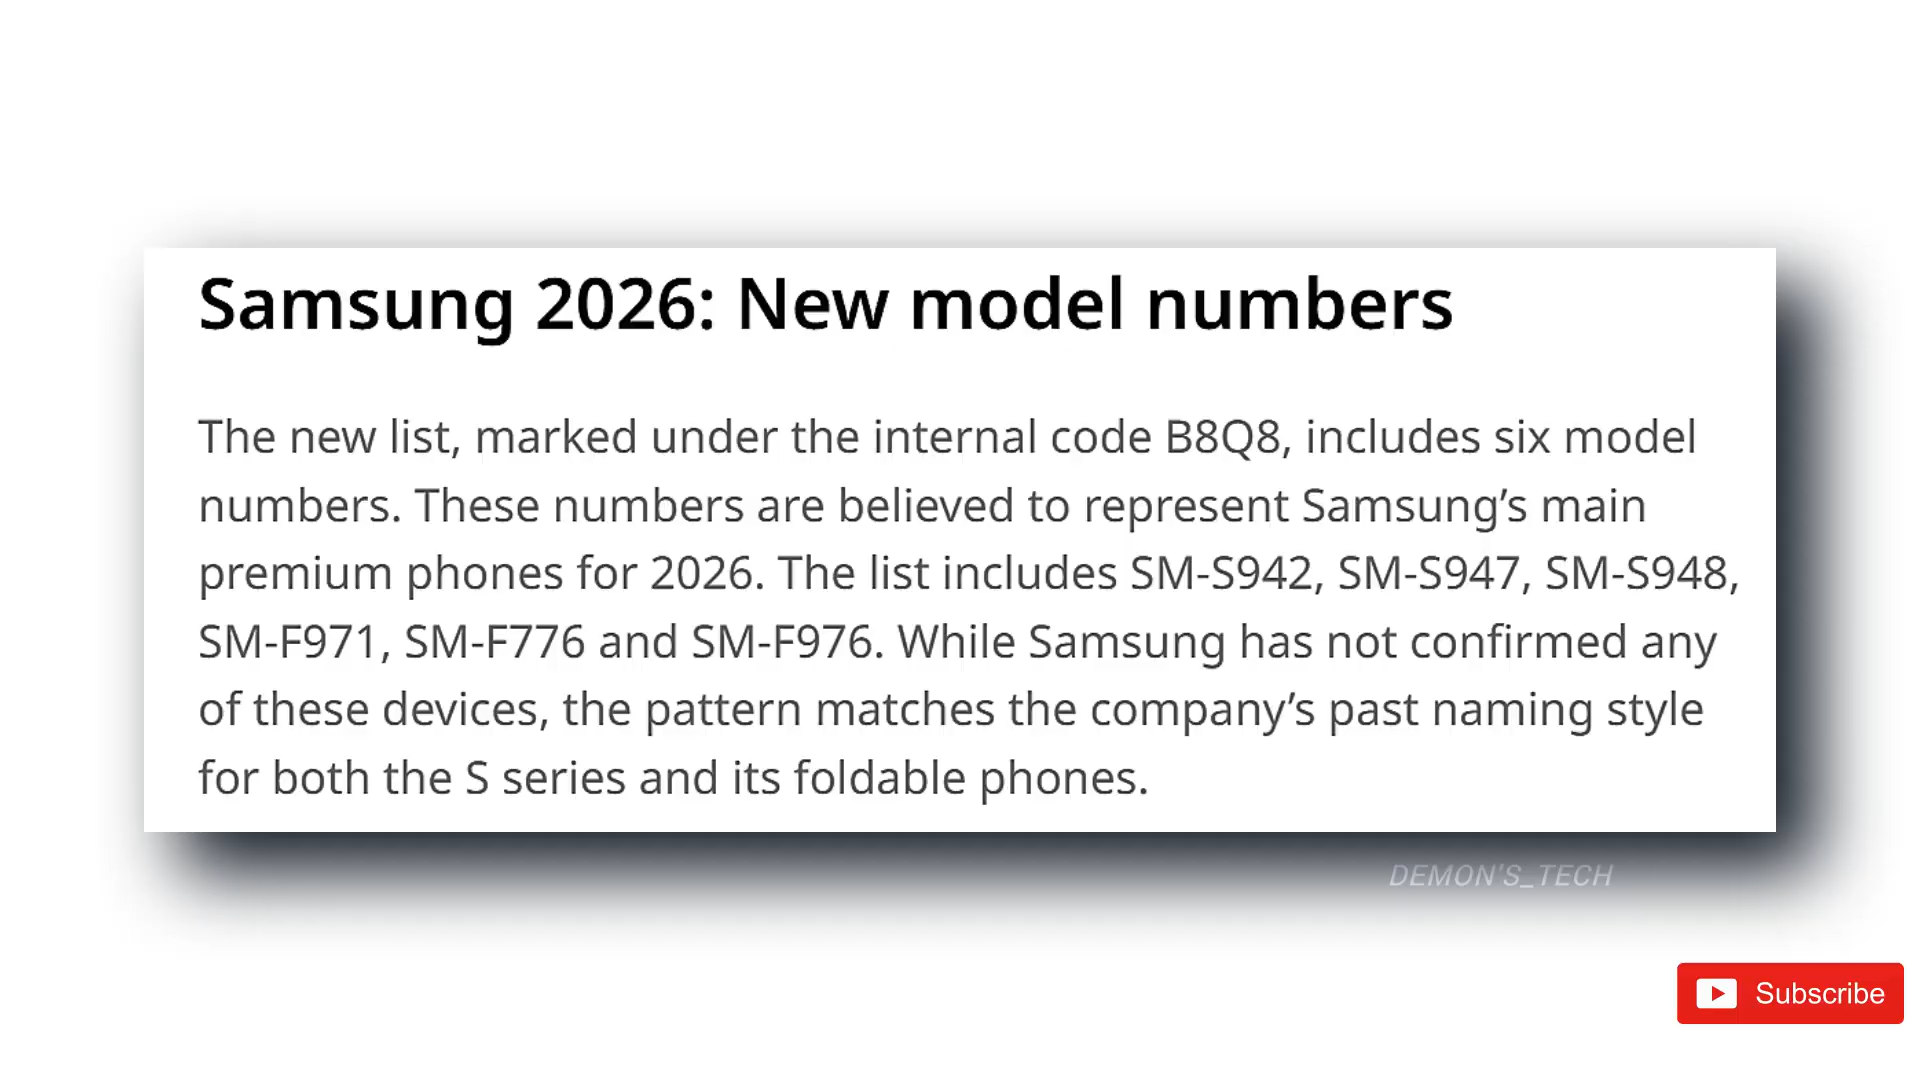 Samsung 2026: New model numbers
The new list, marked under the internal code B8Q8, includes six model
numbers. These numbers are believed to represent Samsung’s main
premium phones for 2026. The list includes SM-S942, SM-S947, SM-S948,
SM-F971, SM-F776 and SM-F976. While Samsung has not confirmed any
of these devices, the pattern matches the company’s past naming style
for both the S series and its foldable phones.
DEMON'S_TECH
Subscribe